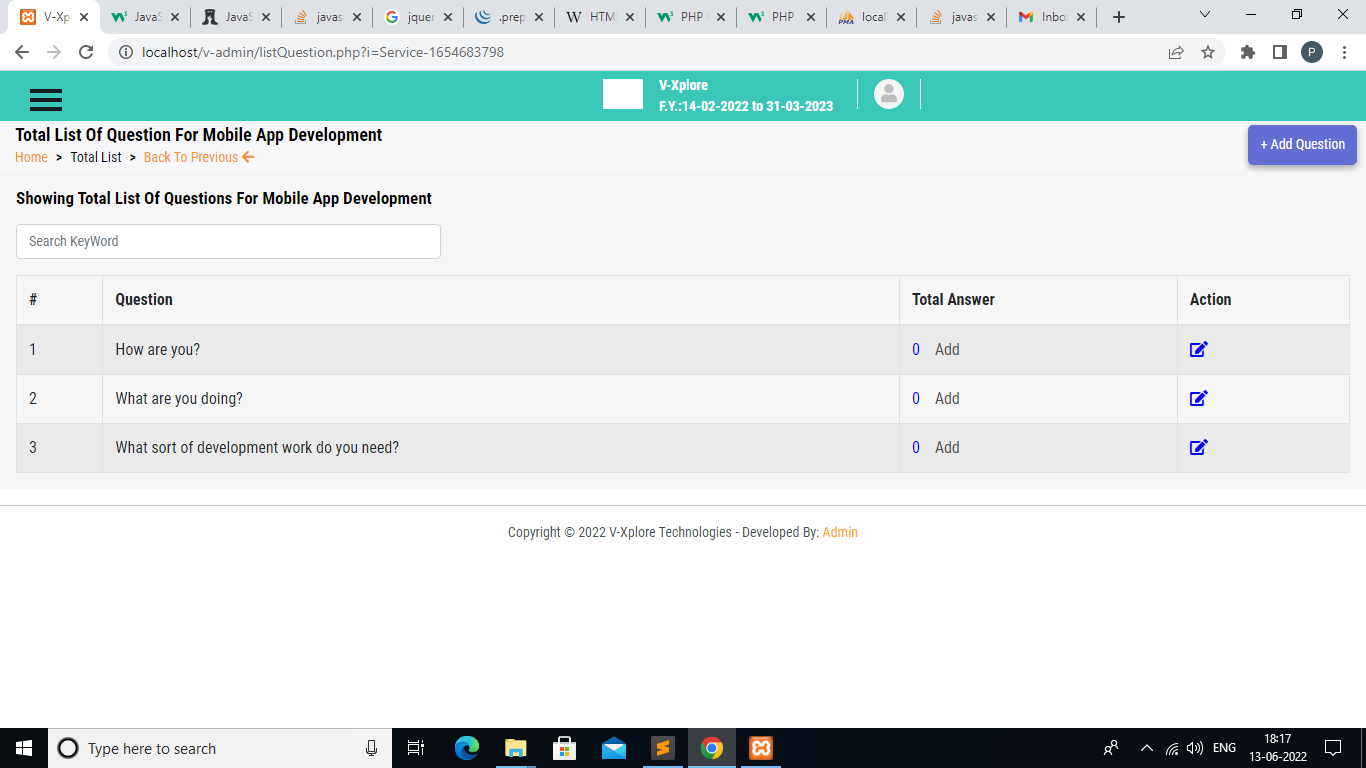 V-Xp JavaS JavaS javas jquer .prep HTM PHP PHP local javas Inbo
localhost/v-admin/listQuestion.php?i=Service-1654683798 P
V-Xplore
F.Y.:14-02-2022 to 31-03-2023
Total List Of Question For Mobile App Development
Home > Total List > Back To Previous
+ Add Question
Showing Total List Of Questions For Mobile App Development
Search KeyWord
# Question Total Answer Action
1 How are you? 0 Add
2 What are you doing? 0 Add
3 What sort of development work do you need? 0 Add
Copyright © 2022 V-Xplore Technologies - Developed By: Admin
Type here to search
ENG
18:17
13-06-2022